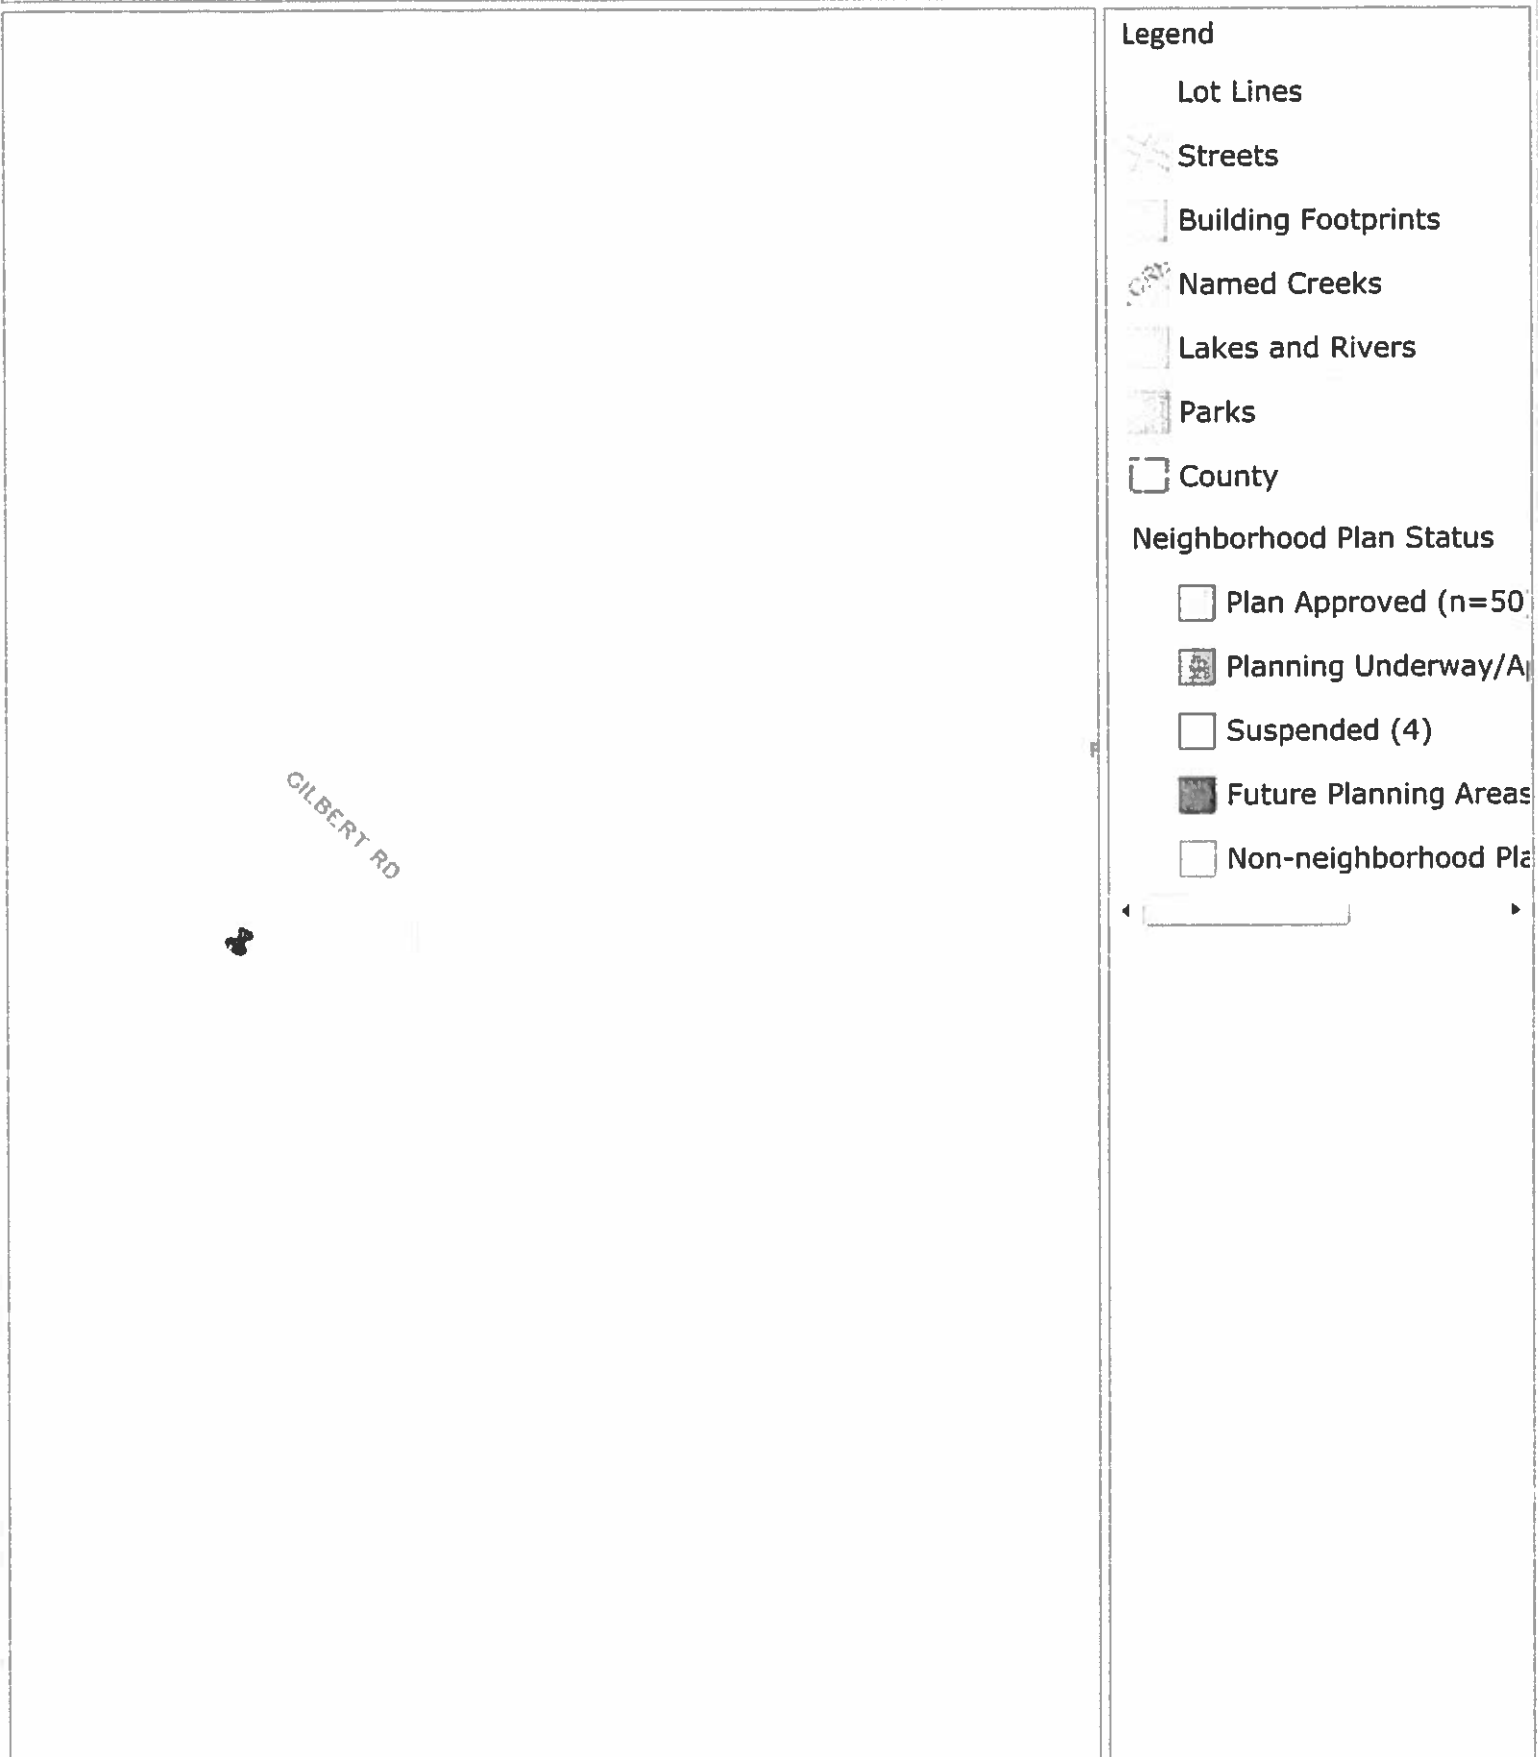 GILBERT RD
Legend
Lot Lines
Streets
Building Footprints
Named Creeks
Lakes and Rivers
Parks
County
Neighborhood Plan Status
Plan Approved (n=50
Planning Underway/A
Suspended (4)
Future Planning Areas
Non-neighborhood Pla